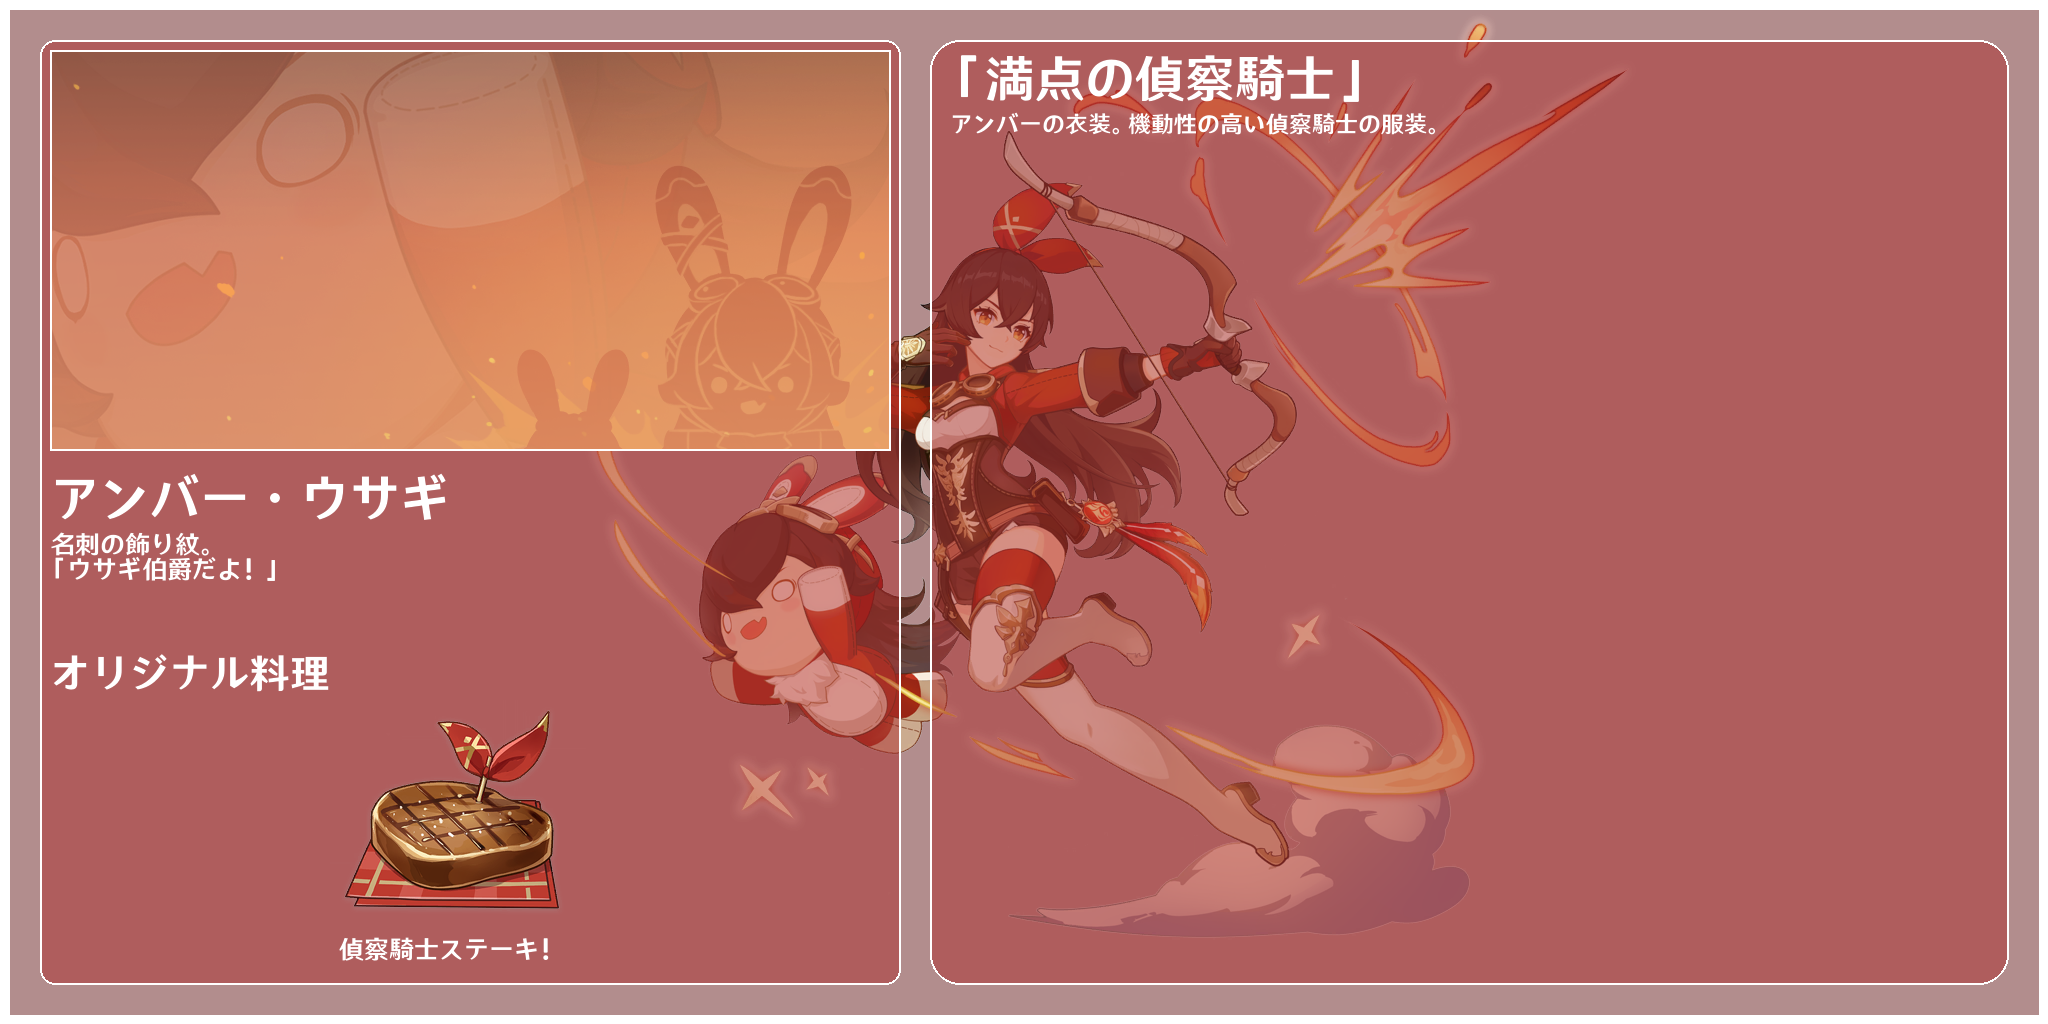 アンバー・ウサギ
名刺の飾り紋。
「ウサギ伯爵だよ！」
オリジナル料理
偵察騎士ステーキ！
「満点の偵察騎士」
アンバーの衣装。機動性の高い偵察騎士の服装。